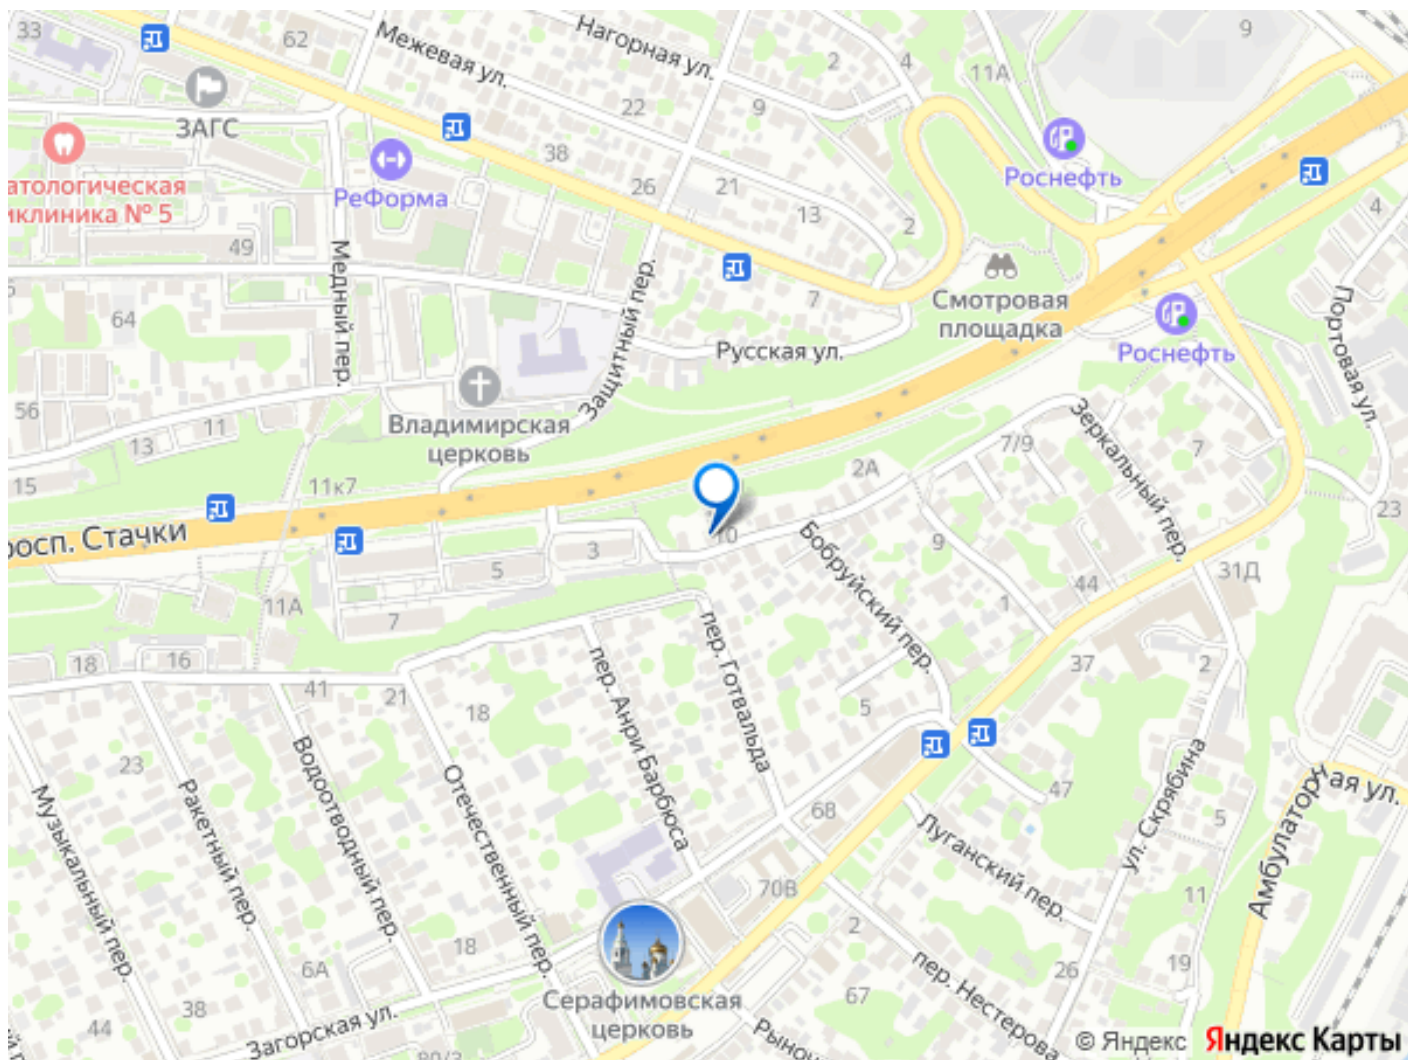 33
62
Межевая ул.
Нагорная ул.
2
4
9
11А
ЗАГС
22
9
38
Роснефть
атологическая
иклиника № 5
РеФорма
26
21
13
2
4
49
Медный пер.
Защитный пер.
7
Смотровая
площадка
Портовая ул.
64
Русская ул.
Роснефть
56
Владимирская
церковь
13
11
Зеркальный пер.
7/9
7
15
11к7
2А
23
росп. Стачки
10
3
Бобруйский пер.
9
5
44
31Д
11А
1
7
18
16
пер. Готвальда
37
2
41
21
18
пер. Анри Барбюса
5
23
Водоотводный пер.
Отечественный пер.
47
ул. Скрябина
ная ул.
Музыкальный пер.
Ракетный пер.
68
Луганский пер.
5
Амбулатор
70В
11
2
18
6А
26
19
пер. Нестерова
38
67
Серафимовская
церковь
44
Загорская ул.
80/3
Рыноч
© Яндекс Яндекс Карты